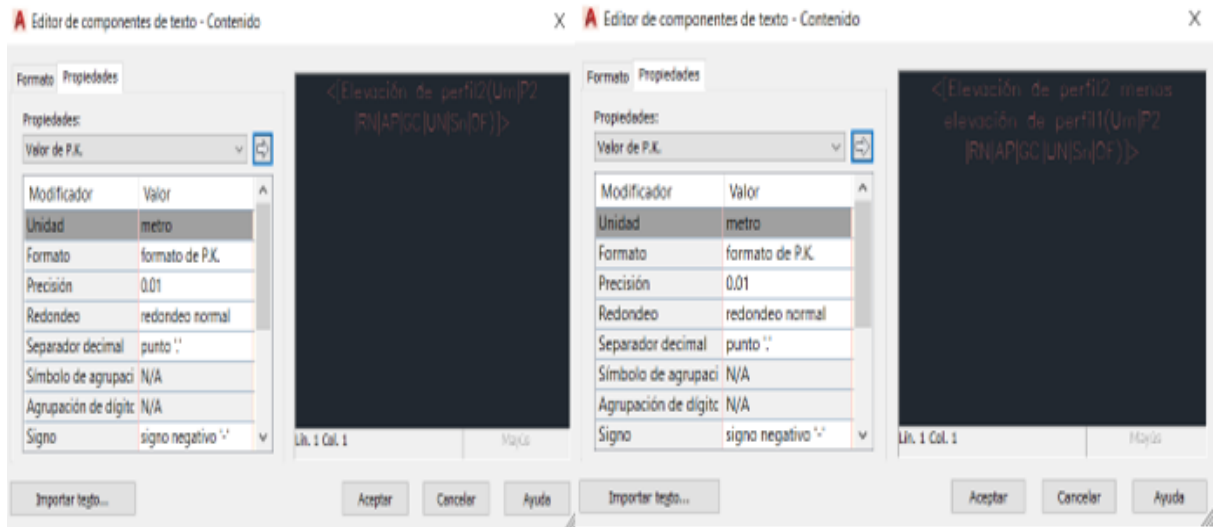 Editor de componentes de texto - Contenido
Formato Propiedades
Propiedades:
Valor de P.K.
Modificador Valor
Unidad metro
Formato formato de P.K.
Precisión 0.01
Redondeo redondeo normal
Separador decimal punto '.'
Símbolo de agrupaci N/A
Agrupación de dígitc N/A
Signo signo negativo '-'
<[Elevación de perfil2(Um|P2
|RN|AP|GC|UN|Sn|OF)]>
Lín. 1 Col. 1 Mayús
Importar texto... Aceptar Cancelar Ayuda
Editor de componentes de texto - Contenido
Formato Propiedades
Propiedades:
Valor de P.K.
Modificador Valor
Unidad metro
Formato formato de P.K.
Precisión 0.01
Redondeo redondeo normal
Separador decimal punto '.'
Símbolo de agrupaci N/A
Agrupación de dígitc N/A
Signo signo negativo '-'
<[Elevación de perfil2 menos
elevación de perfil1(Um|P2
|RN|AP|GC|UN|Sn|OF)]>
Lín. 1 Col. 1 Mayús
Importar texto... Aceptar Cancelar Ayuda